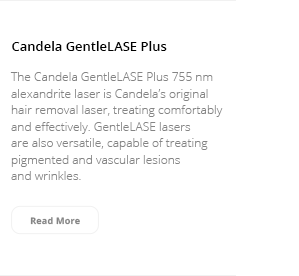 Candela GentleLASE Plus
The Candela GentleLASE Plus 755 nm
alexandrite laser is Candela's original
hair removal laser, treating comfortably
and effectively. GentleLASE lasers
are also versatile, capable of treating
pigmented and vascular lesions
and wrinkles.
Read More